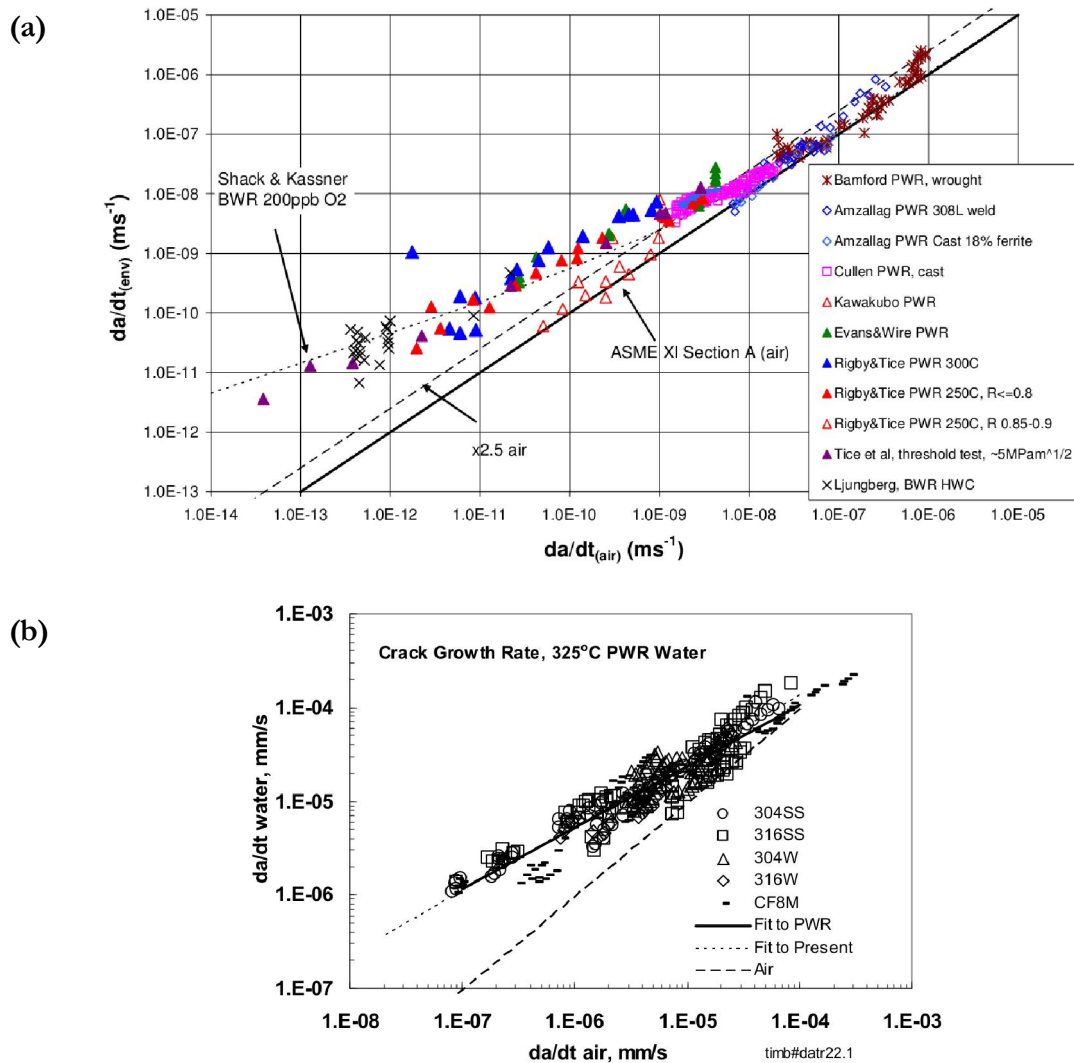 (a)
1.0E-05
1.0E-06
1.0E-07
1.0E-08
1.0E-09
1.0E-10
1.0E-11
1.0E-12
1.0E-13
da/dt(env) (ms-1)
Shack & Kassner
BWR 200ppb O2
ASME XI Section A (air)
x2.5 air
Bamford PWR, wrought
Amzallag PWR 308L weld
Amzallag PWR Cast 18% ferrite
Cullen PWR, cast
Kawakubo PWR
Evans&Wire PWR
Rigby&Tice PWR 300C
Rigby&Tice PWR 250C, R<=0.8
Rigby&Tice PWR 250C, R 0.85-0.9
Tice et al, threshold test, ~5MPam^1/2
Ljungberg, BWR HWC
1.0E-14 1.0E-13 1.0E-12 1.0E-11 1.0E-10 1.0E-09 1.0E-08 1.0E-07 1.0E-06 1.0E-05
da/dt(air) (ms-1)
(b)
1.E-03
1.E-04
1.E-05
1.E-06
1.E-07
da/dt water, mm/s
Crack Growth Rate, 325°C PWR Water
304SS
316SS
304W
316W
CF8M
Fit to PWR
Fit to Present
Air
1.E-08 1.E-07 1.E-06 1.E-05 1.E-04 1.E-03
da/dt air, mm/s
timb#datr22.1